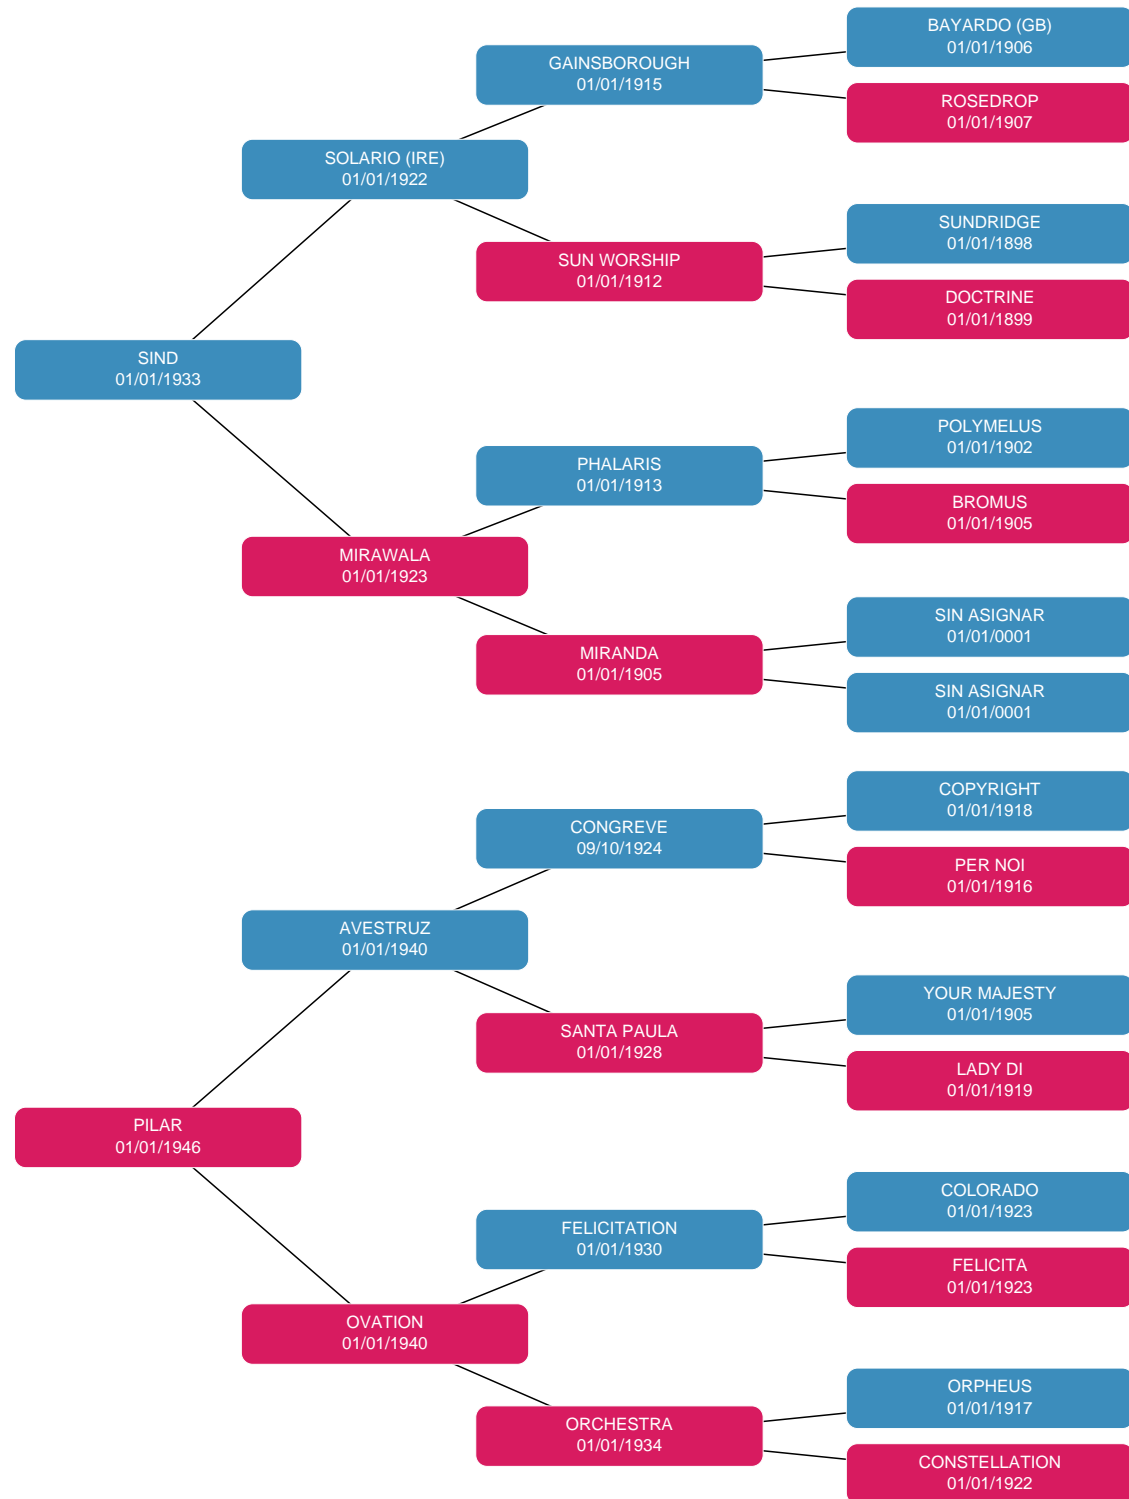 BAYARDO (GB)
01/01/1906
GAINSBOROUGH
01/01/1915
ROSEDROP
01/01/1907
SOLARIO (IRE)
01/01/1922
SUNDRIDGE
01/01/1898
SUN WORSHIP
01/01/1912
DOCTRINE
01/01/1899
SIND
01/01/1933
POLYMELUS
01/01/1902
PHALARIS
01/01/1913
BROMUS
01/01/1905
MIRAWALA
01/01/1923
SIN ASIGNAR
01/01/0001
MIRANDA
01/01/1905
SIN ASIGNAR
01/01/0001
COPYRIGHT
01/01/1918
CONGREVE
09/10/1924
PER NOI
01/01/1916
AVESTRUZ
01/01/1940
YOUR MAJESTY
01/01/1905
SANTA PAULA
01/01/1928
LADY DI
01/01/1919
PILAR
01/01/1946
COLORADO
01/01/1923
FELICITATION
01/01/1930
FELICITA
01/01/1923
OVATION
01/01/1940
ORPHEUS
01/01/1917
ORCHESTRA
01/01/1934
CONSTELLATION
01/01/1922